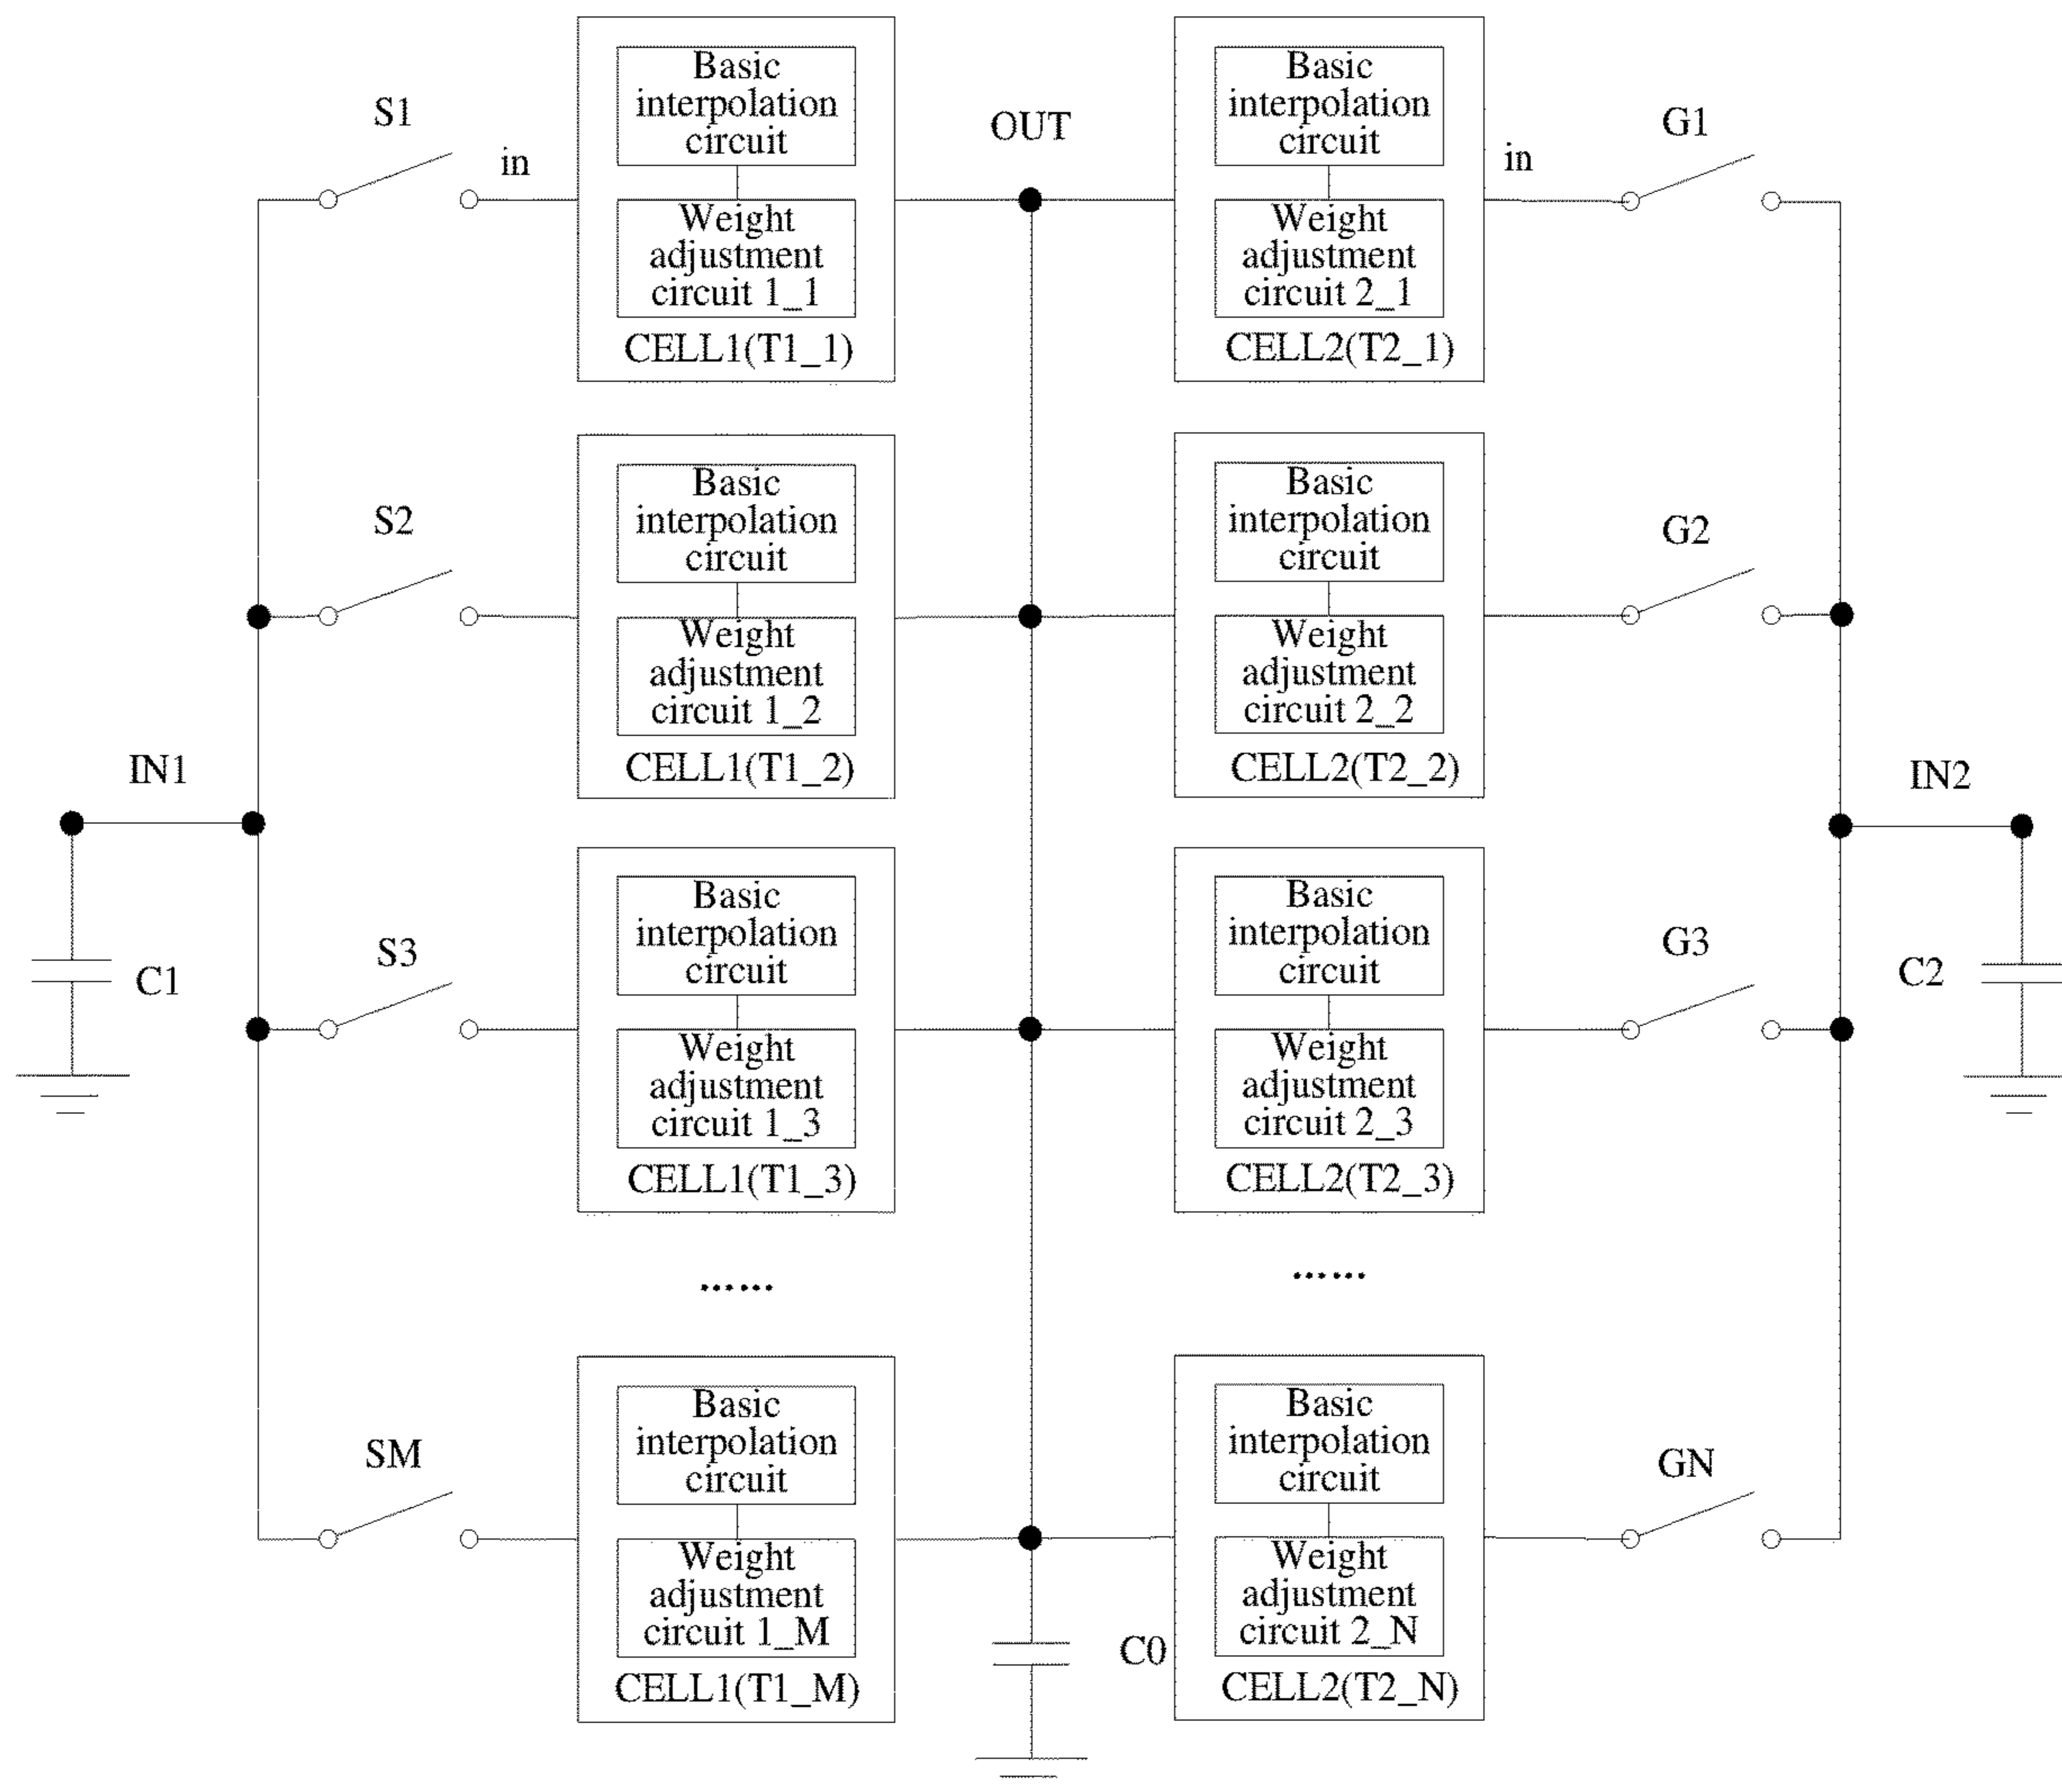 S1
in
Basic
interpolation
circuit
Weight
adjustment
circuit 1_1
CELL1(T1_1)
OUT
Basic
interpolation
circuit
Weight
adjustment
circuit 2_1
CELL2(T2_1)
in
G1
S2
Basic
interpolation
circuit
Weight
adjustment
circuit 1_2
CELL1(T1_2)
Basic
interpolation
circuit
Weight
adjustment
circuit 2_2
CELL2(T2_2)
G2
IN1
C1
IN2
C2
S3
Basic
interpolation
circuit
Weight
adjustment
circuit 1_3
CELL1(T1_3)
Basic
interpolation
circuit
Weight
adjustment
circuit 2_3
CELL2(T2_3)
G3
......
......
SM
Basic
interpolation
circuit
Weight
adjustment
circuit 1_M
CELL1(T1_M)
C0
Basic
interpolation
circuit
Weight
adjustment
circuit 2_N
CELL2(T2_N)
GN